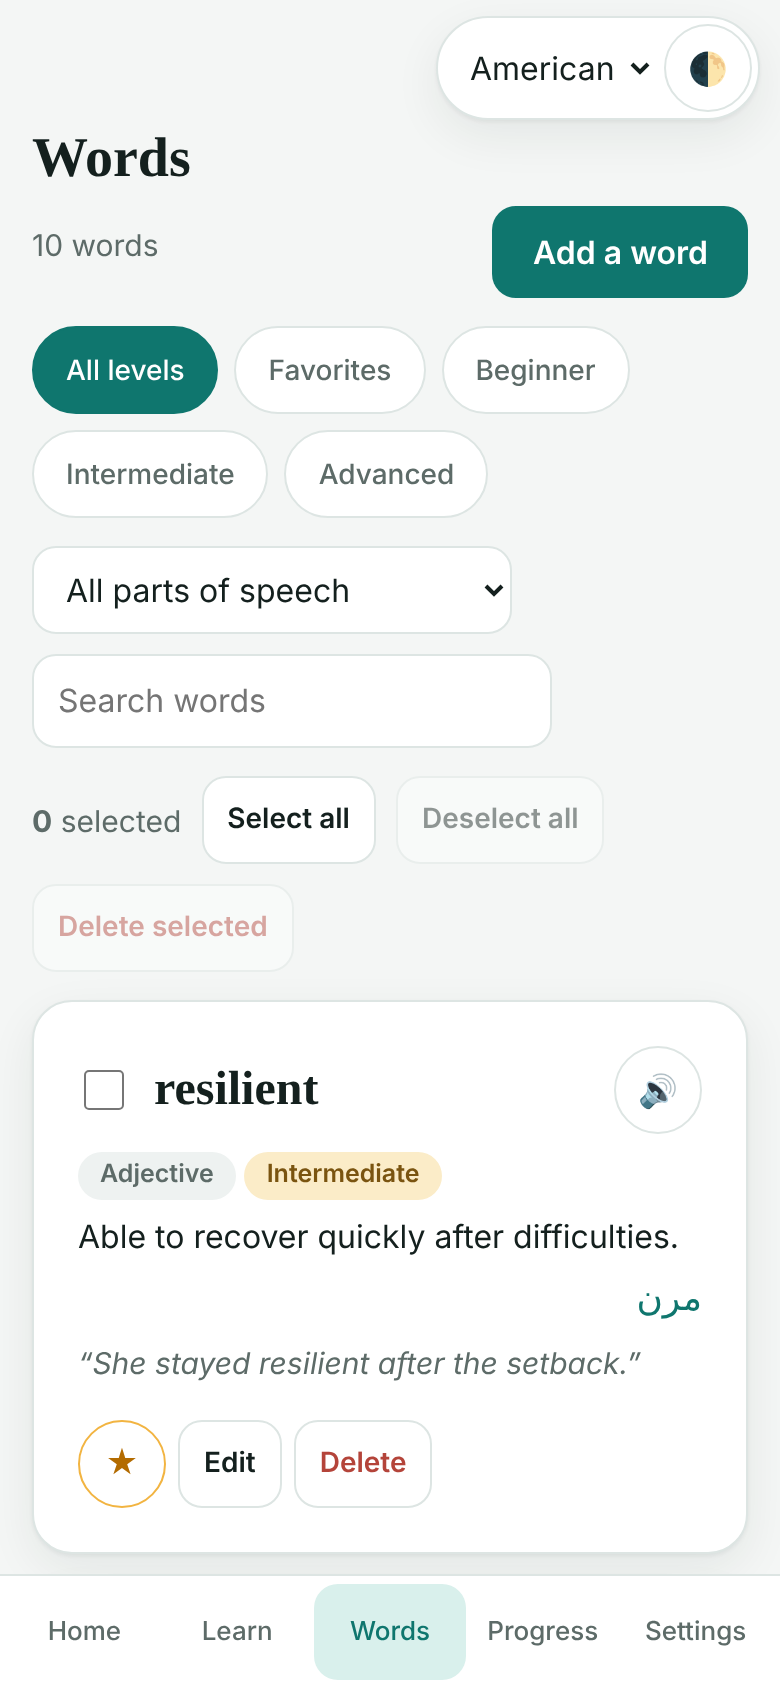 American
Words
10 words
Add a word
All levels
Favorites
Beginner
Intermediate
Advanced
All parts of speech
Search words
0 selected
Select all
Deselect all
Delete selected
resilient
Adjective
Intermediate
Able to recover quickly after difficulties.
مرن
“She stayed resilient after the setback.”
Edit
Delete
Home
Learn
Words
Progress
Settings